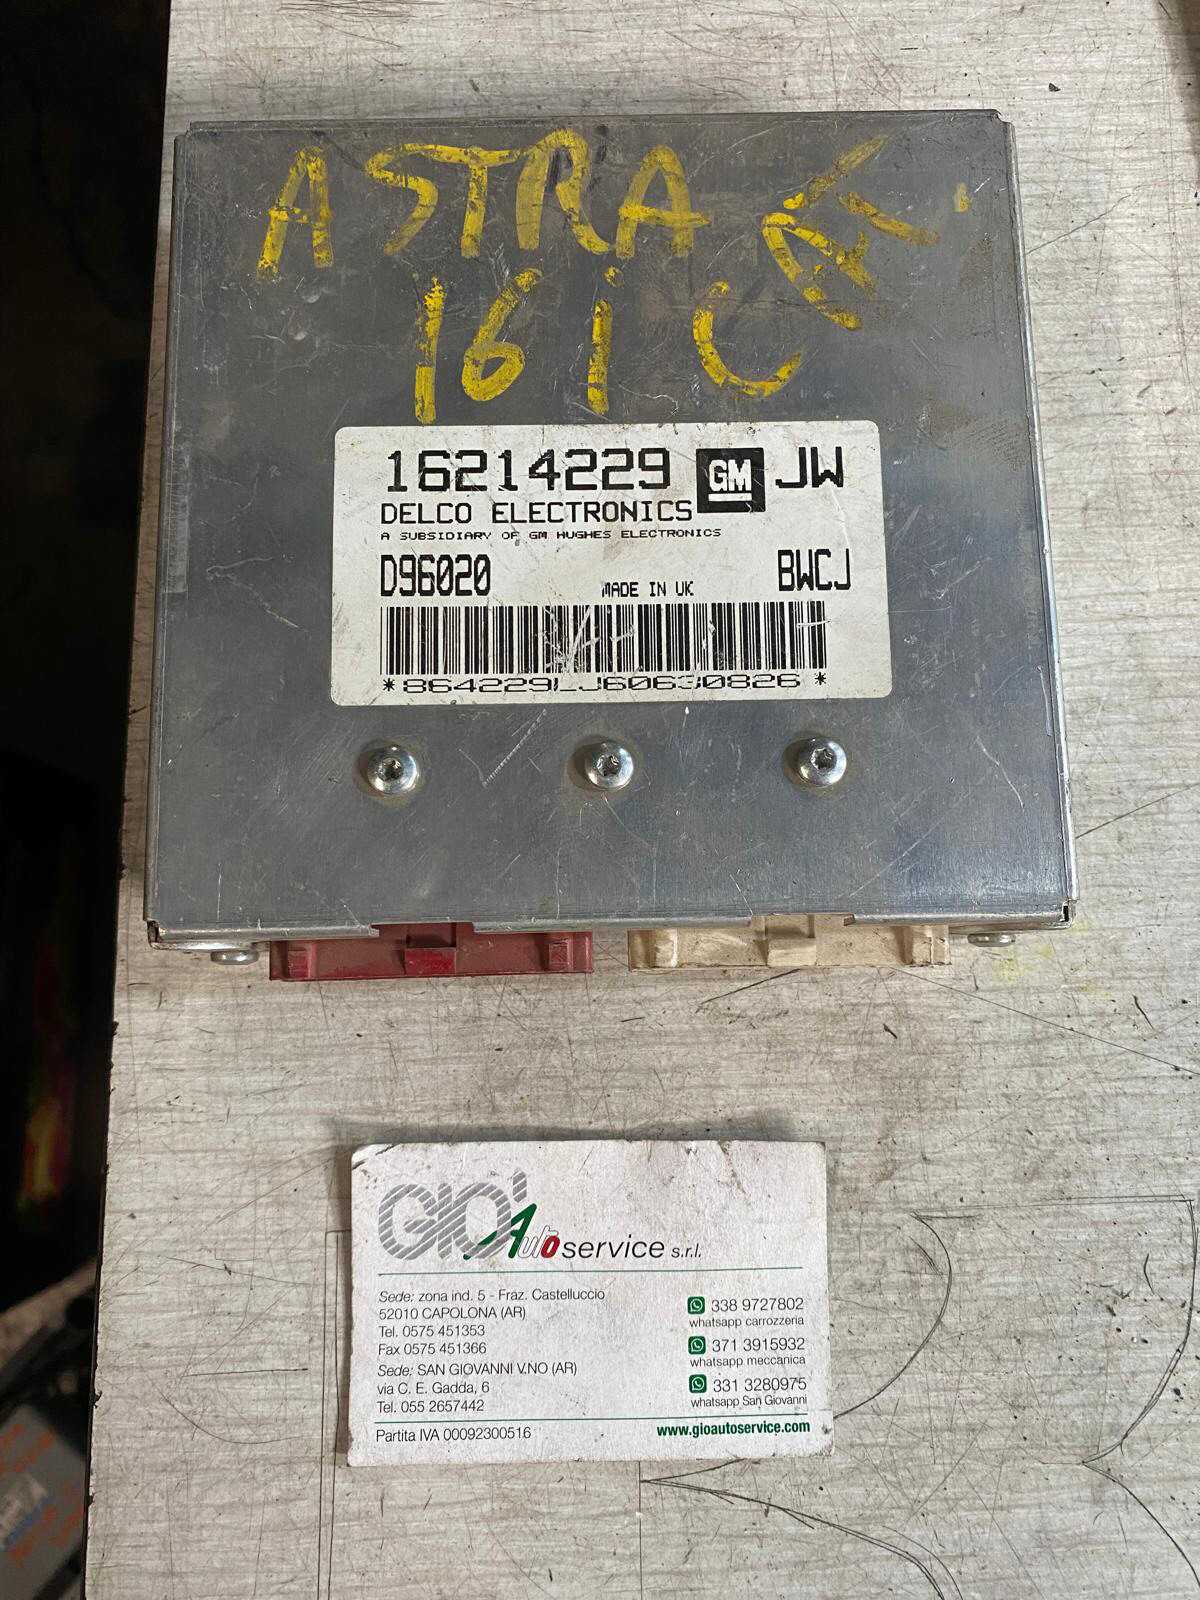 ASTRA
16 i C
16214229 GM JW
DELCO ELECTRONICS
A SUBSIDIARY OF GM HUGHES ELECTRONICS
D96020 MADE IN UK BWCJ
*864229LJ60630826*
GIO' Auto service s.r.l.
Sede: zona ind. 5 - Fraz. Castelluccio
52010 CAPOLONA (AR)
Tel. 0575 451353
Fax 0575 451366
Sede: SAN GIOVANNI V.NO (AR)
via C. E. Gadda, 6
Tel. 055 2657442
338 9727802
whatsapp carrozzeria
371 3915932
whatsapp meccanica
331 3280975
whatsapp San Giovanni
Partita IVA 00092300516
www.gioautoservice.com